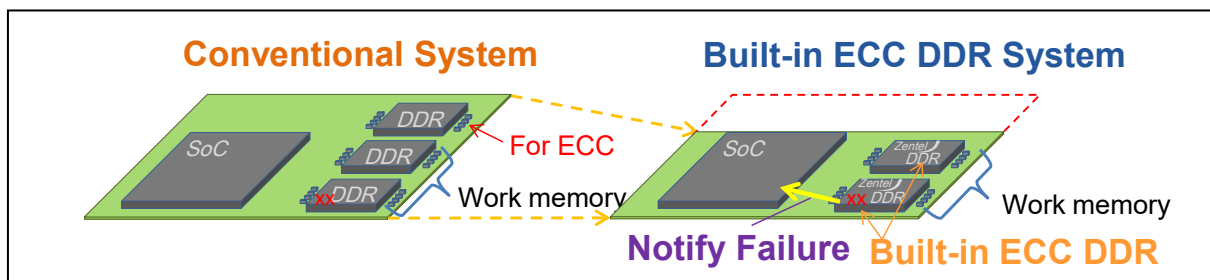 Conventional System
SoC
DDR
DDR
XX DDR
For ECC
Work memory
Built-in ECC DDR System
SoC
Zentel
DDR
Zentel
XX DDR
Work memory
Notify Failure
Built-in ECC DDR